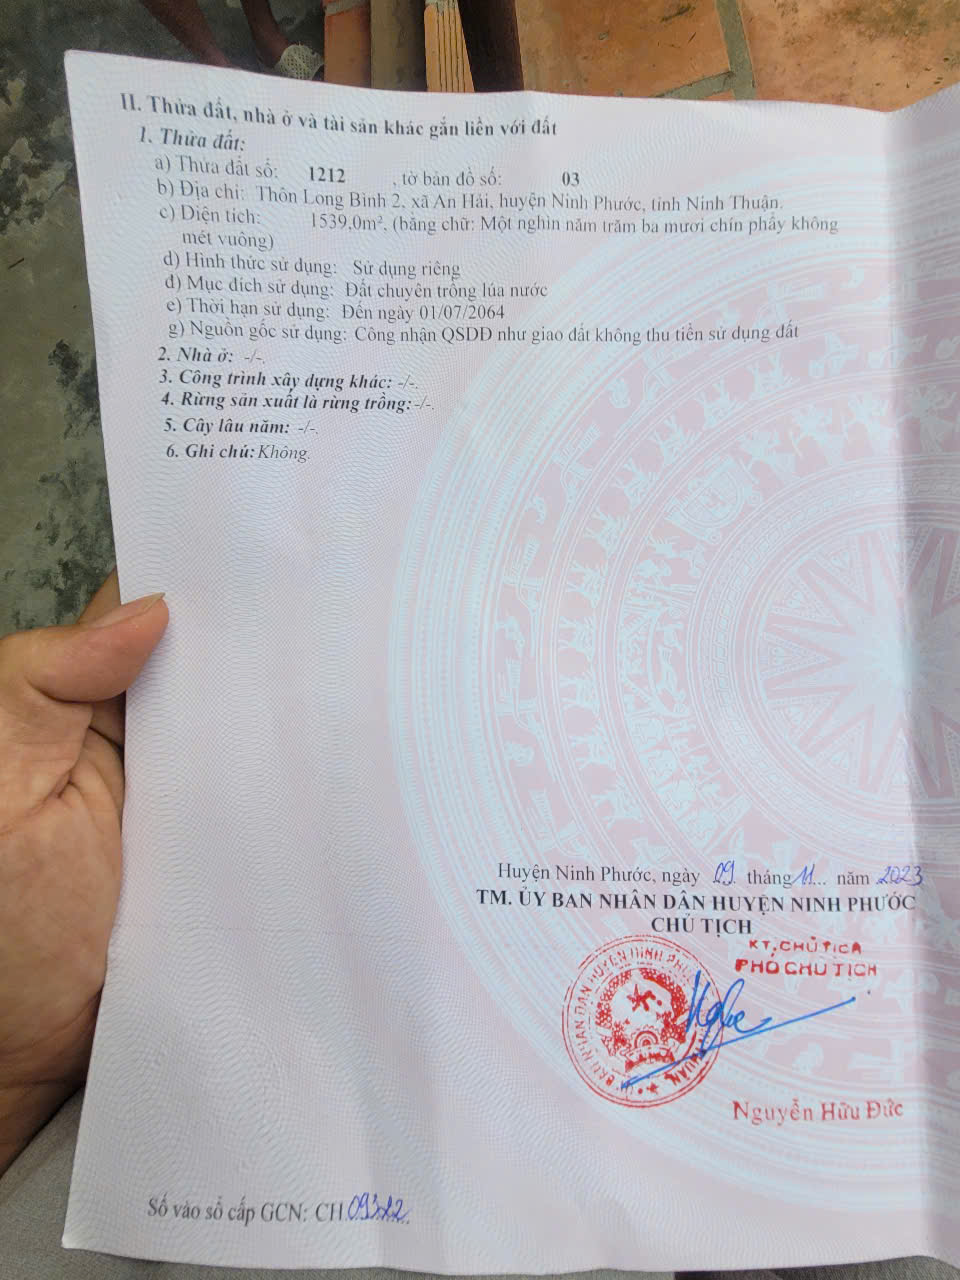 II. Thửa đất, nhà ở và tài sản khác gắn liền với đất
1. Thửa đất:
a) Thửa đất số: 1212 , tờ bản đồ số: 03
b) Địa chỉ: Thôn Long Bình 2, xã An Hải, huyện Ninh Phước, tỉnh Ninh Thuận.
c) Diện tích: 1539,0m², (bằng chữ: Một nghìn năm trăm ba mươi chín phẩy không
mét vuông)
d) Hình thức sử dụng: Sử dụng riêng
đ) Mục đích sử dụng: Đất chuyên trồng lúa nước
e) Thời hạn sử dụng: Đến ngày 01/07/2064
g) Nguồn gốc sử dụng: Công nhận QSDĐ như giao đất không thu tiền sử dụng đất
2. Nhà ở: -/-.
3. Công trình xây dựng khác: -/-.
4. Rừng sản xuất là rừng trồng: -/-.
5. Cây lâu năm: -/-.
6. Ghi chú: Không.
Huyện Ninh Phước, ngày 09 tháng 11 năm 2023
TM. ỦY BAN NHÂN DÂN HUYỆN NINH PHƯỚC
CHỦ TỊCH
KT. CHỦ TỊCH
PHÓ CHỦ TỊCH
Nguyễn Hữu Đức
Số vào sổ cấp GCN: CH.09322.